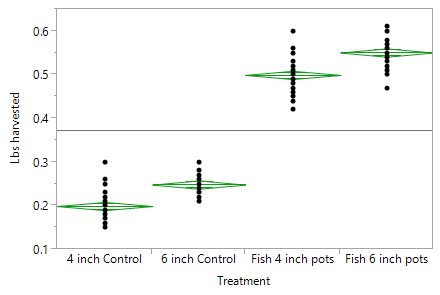 0.6
0.5
0.4
0.3
0.2
0.1
Lbs harvested
4 inch Control 6 inch Control Fish 4 inch pots Fish 6 inch pots
Treatment